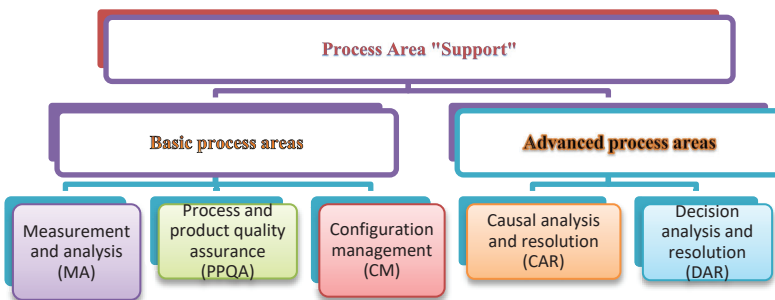 Process Area "Support"
Basic process areas
Advanced process areas
Measurement
and analysis
(MA)
Process and
product quality
assurance
(PPQA)
Configuration
management
(CM)
Causal analysis
and resolution
(CAR)
Decision
analysis and
resolution
(DAR)